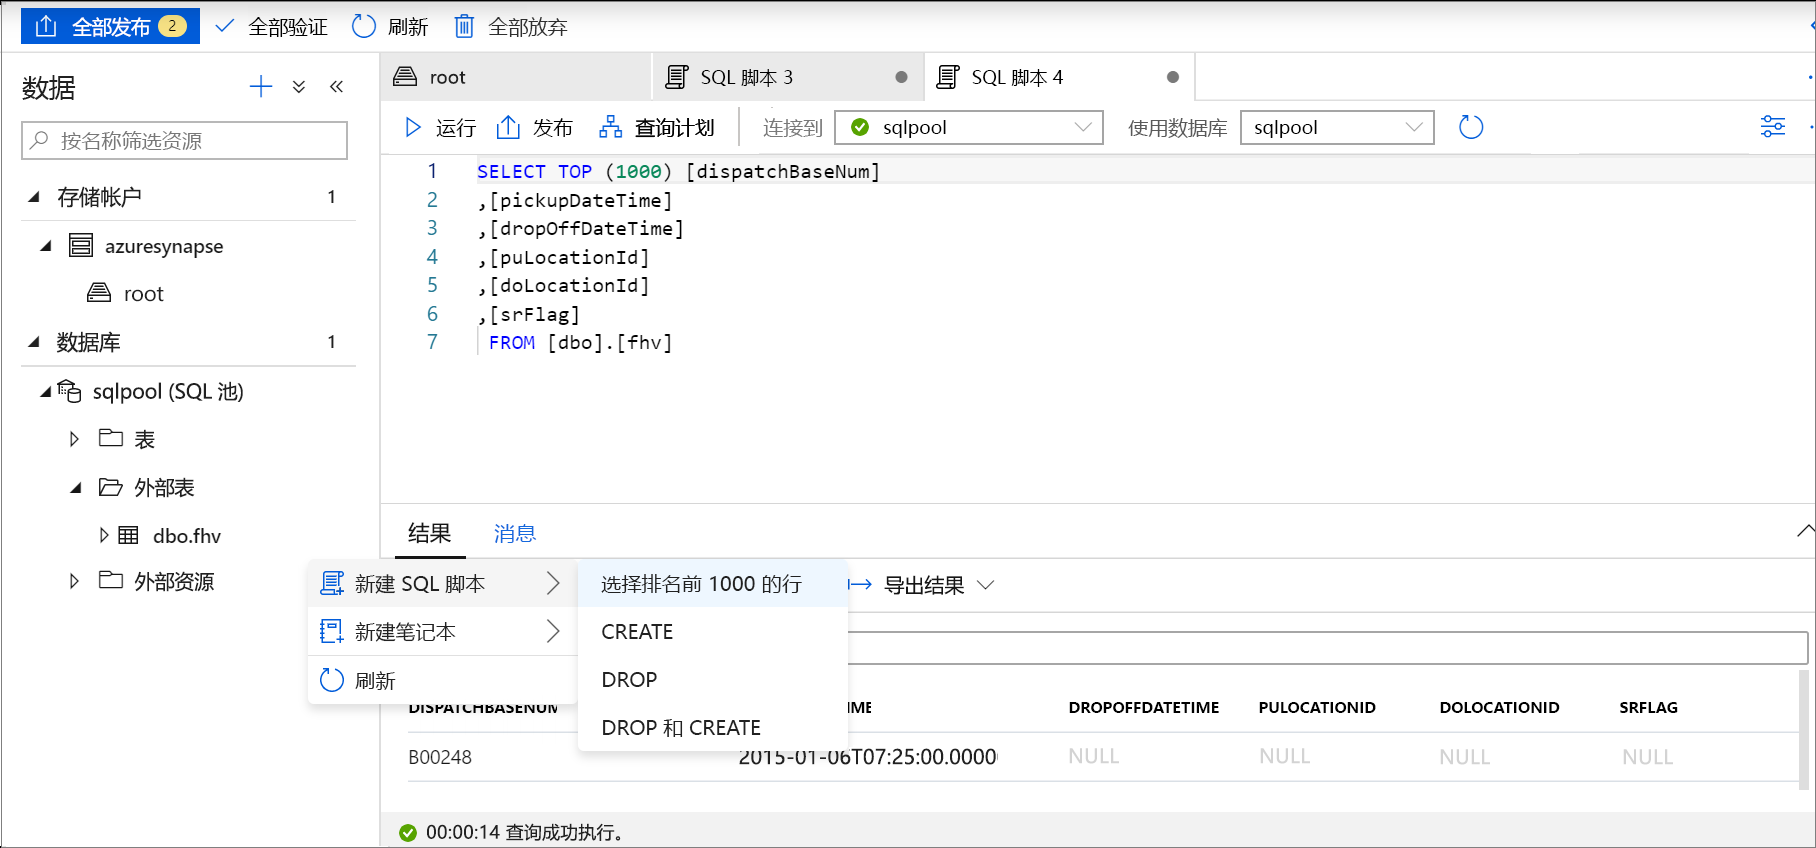 全部发布 2 全部验证 刷新 全部放弃
数据
按名称筛选资源
存储帐户 1
azuresynapse
root
数据库 1
sqlpool (SQL 池)
表
外部表
dbo.fhv
外部资源
root SQL 脚本 3 SQL 脚本 4
运行 发布 查询计划 连接到 sqlpool 使用数据库 sqlpool
1 SELECT TOP (1000) [dispatchBaseNum]
2 ,[pickupDateTime]
3 ,[dropOffDateTime]
4 ,[puLocationId]
5 ,[doLocationId]
6 ,[srFlag]
7 FROM [dbo].[fhv]
结果 消息
新建 SQL 脚本
新建笔记本
刷新
选择排名前 1000 的行
CREATE
DROP
DROP 和 CREATE
导出结果
DISPATCHBASENUM IME DROPOFFDATETIME PULOCATIONID DOLOCATIONID SRFLAG
B00248 2015-01-06T07:25:00.0000 NULL NULL NULL NULL
00:00:14 查询成功执行。